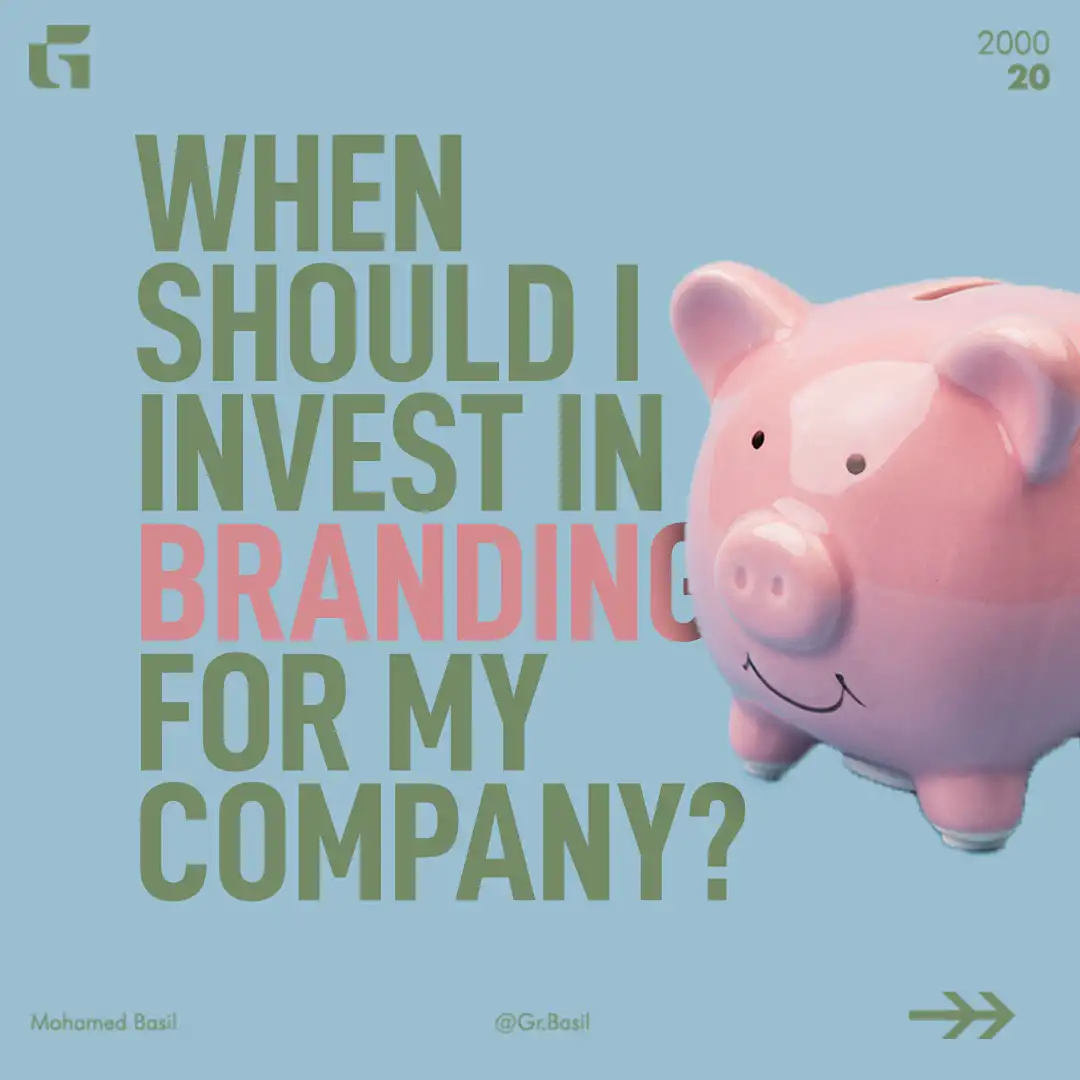 2000
20
WHEN
SHOULD I
INVEST IN
BRANDING
FOR MY
COMPANY?
Mohamed Basil
@Gr.Basil